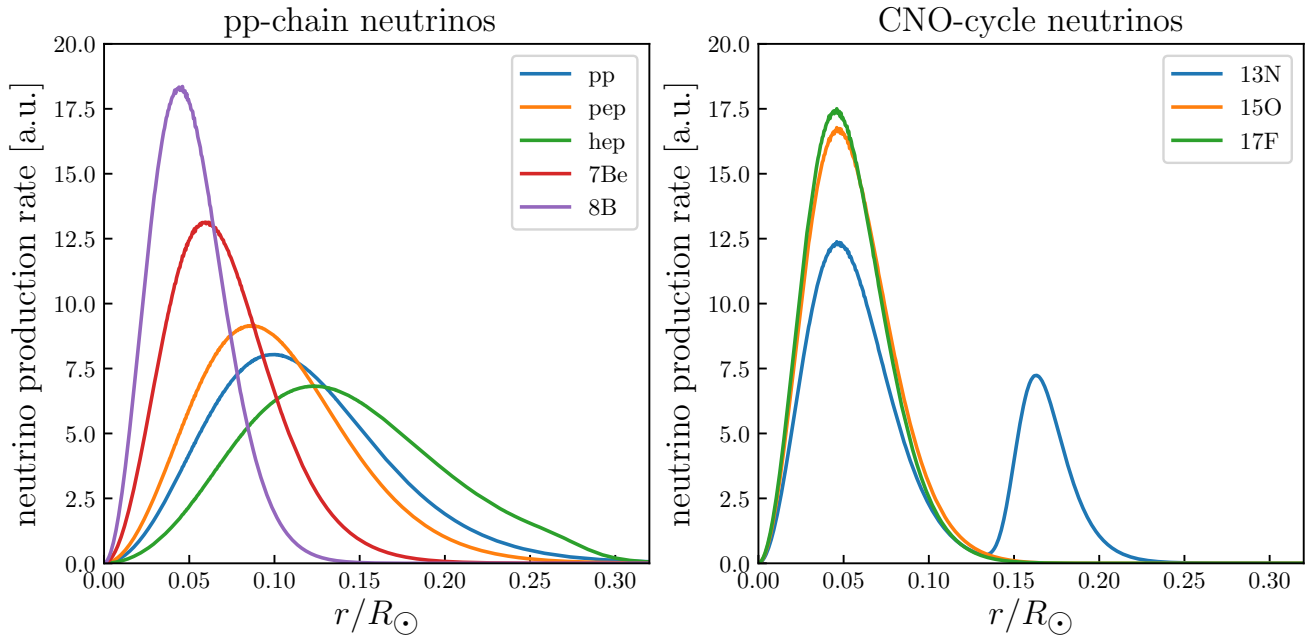 pp-chain neutrinos
neutrino production rate [a.u.]
20.0
17.5
15.0
12.5
10.0
7.5
5.0
2.5
0.0
pp
pep
hep
7Be
8B
0.00 0.05 0.10 0.15 0.20 0.25 0.30
r/R⊙
CNO-cycle neutrinos
neutrino production rate [a.u.]
20.0
17.5
15.0
12.5
10.0
7.5
5.0
2.5
0.0
13N
15O
17F
0.00 0.05 0.10 0.15 0.20 0.25 0.30
r/R⊙